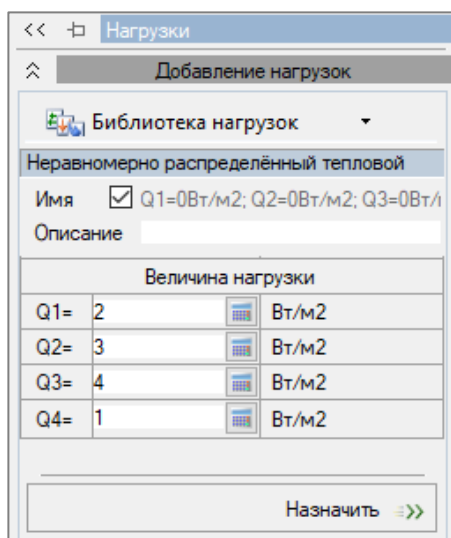 << Нагрузки
Добавление нагрузок
Библиотека нагрузок
Неравномерно распределённый тепловой
Имя Q1=0Вт/м2; Q2=0Вт/м2; Q3=0Вт/
Описание
Величина нагрузки
Q1= 2 Вт/м2
Q2= 3 Вт/м2
Q3= 4 Вт/м2
Q4= 1 Вт/м2
Назначить